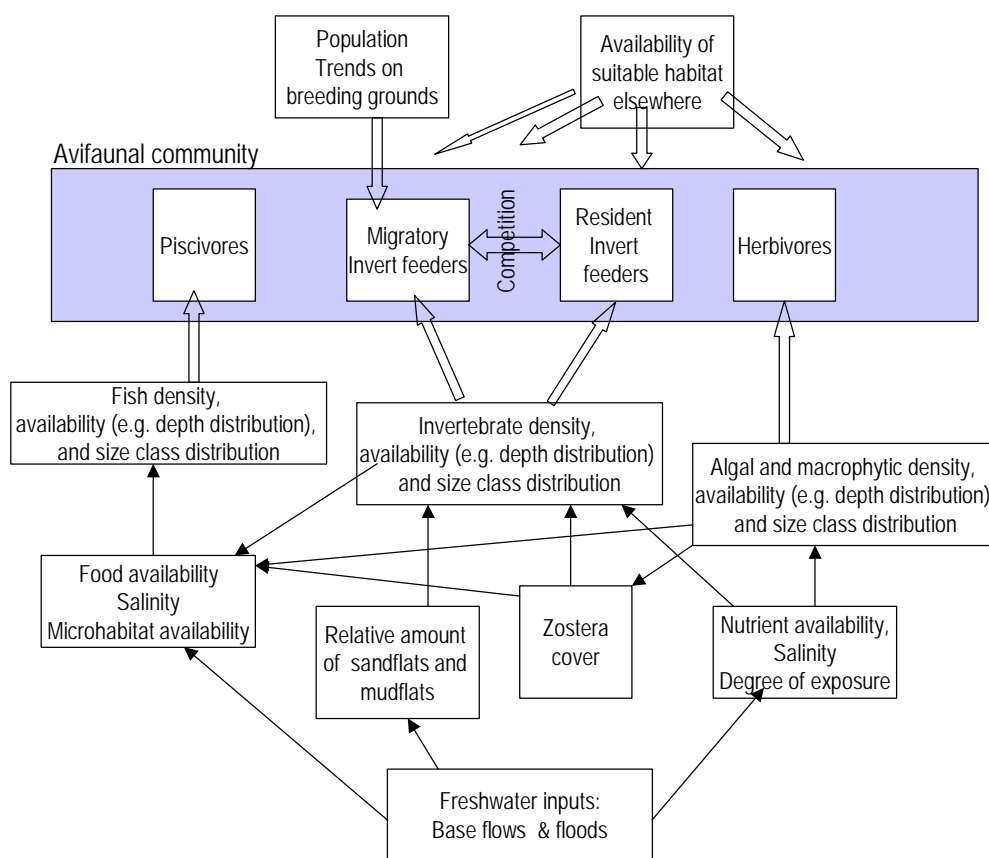 Population
Trends on
breeding grounds
Availability of
suitable habitat
elsewhere
Avifaunal community
Piscivores
Migratory
Invert feeders
Competition
Resident
Invert
feeders
Herbivores
Fish density,
availability (e.g. depth distribution),
and size class distribution
Invertebrate density,
availability (e.g. depth distribution)
and size class distribution
Algal and macrophytic density,
availability (e.g. depth distribution)
and size class distribution
Food availability
Salinity
Microhabitat availability
Relative amount
of sandflats and
mudflats
Zostera
cover
Nutrient availability,
Salinity
Degree of exposure
Freshwater inputs:
Base flows & floods